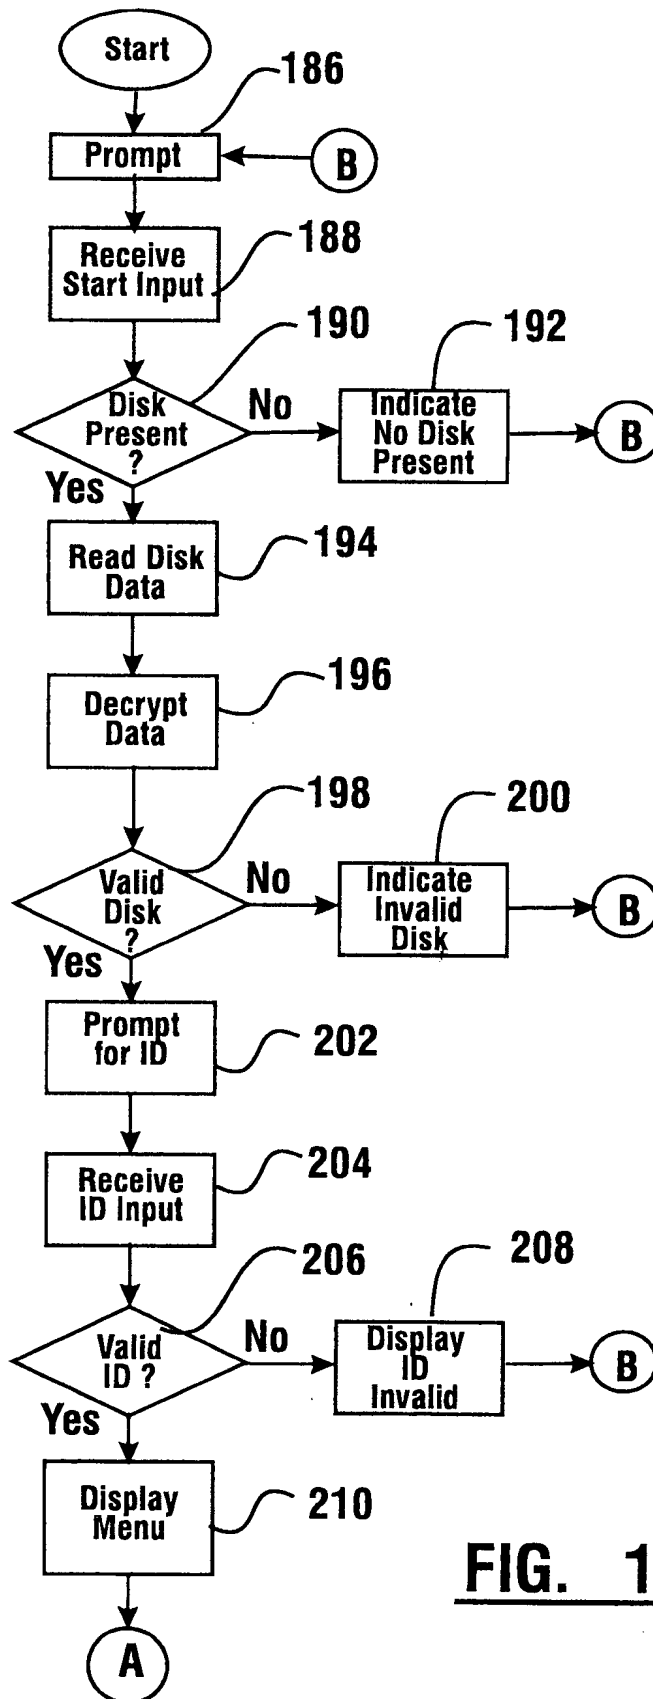 Start
186
Prompt
B
Receive
Start Input
188
190
192
Disk
Present
?
No
Indicate
No Disk
Present
B
Yes
Read Disk
Data
194
Decrypt
Data
196
198
200
Valid
Disk
?
No
Indicate
Invalid
Disk
B
Yes
Prompt
for ID
202
Receive
ID Input
204
206
208
Valid
ID ?
No
Display
ID
Invalid
B
Yes
Display
Menu
210
FIG. 1
A